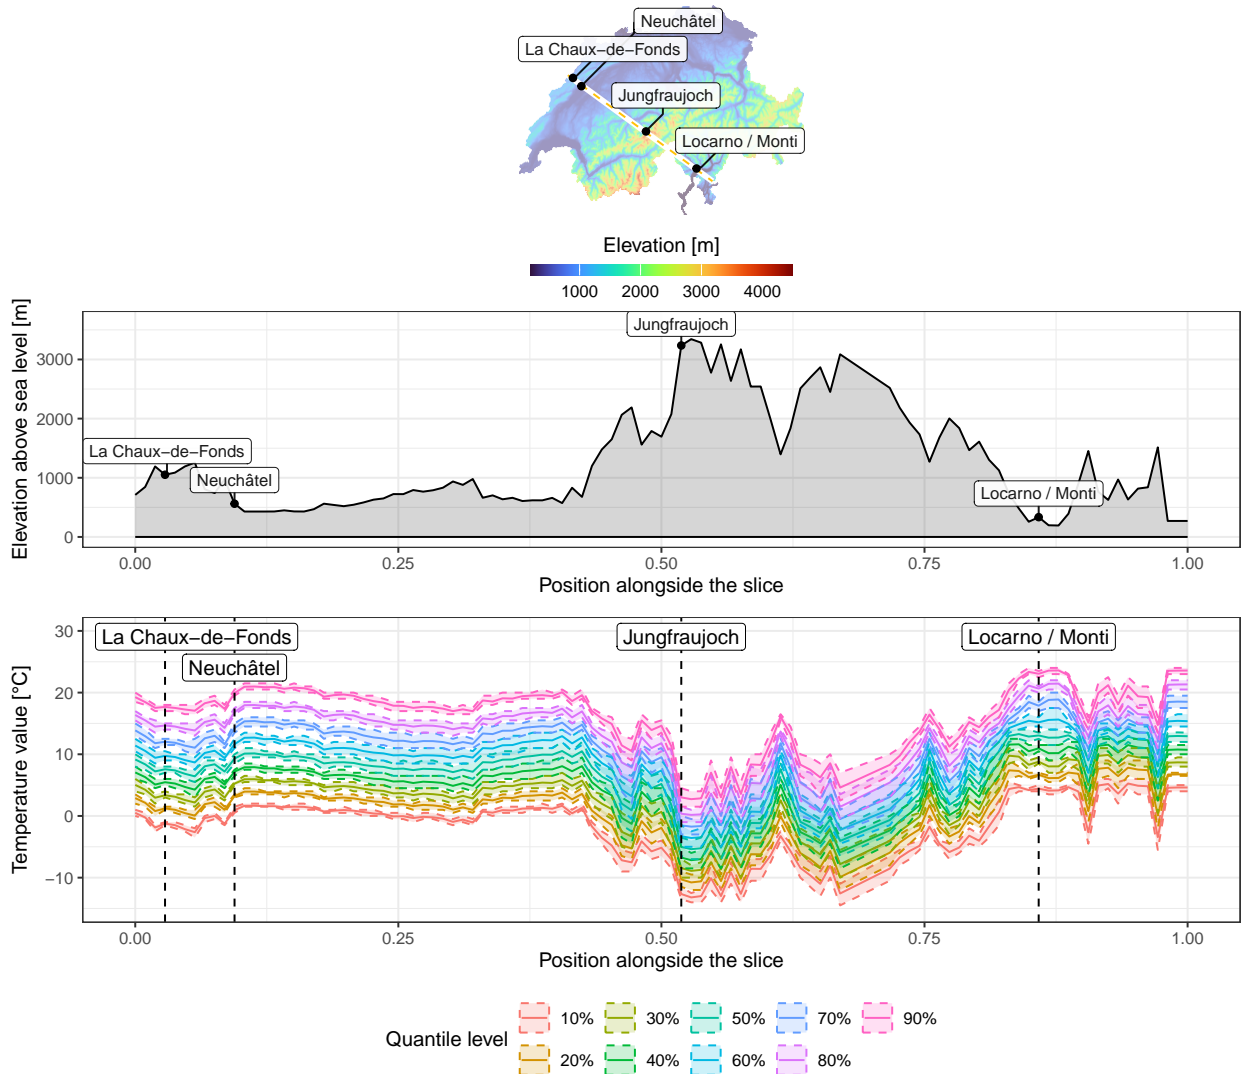 Neuchâtel
La Chaux−de−Fonds
Jungfraujoch
Locarno / Monti
Elevation [m]
1000 2000 3000 4000
Elevation above sea level [m]
3000
2000
1000
0
Jungfraujoch
La Chaux−de−Fonds
Neuchâtel
Locarno / Monti
0.00 0.25 0.50 0.75 1.00
Position alongside the slice
Temperature value [°C]
30
20
10
0
−10
La Chaux−de−Fonds
Neuchâtel
Jungfraujoch
Locarno / Monti
0.00 0.25 0.50 0.75 1.00
Position alongside the slice
Quantile level
10% 30% 50% 70% 90%
20% 40% 60% 80%